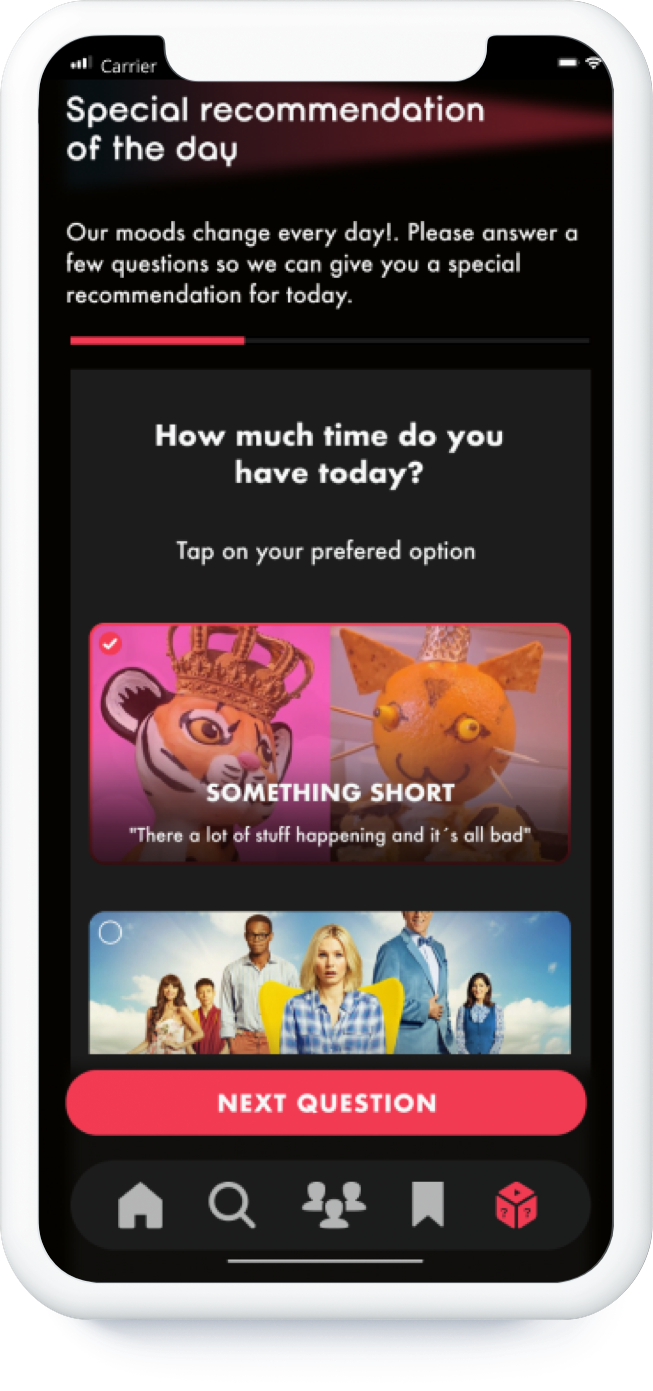 Carrier
Special recommendation
of the day
Our moods change every day!. Please answer a
few questions so we can give you a special
recommendation for today.
How much time do you
have today?
Tap on your prefered option
SOMETHING SHORT
"There a lot of stuff happening and it´s all bad"
NEXT QUESTION
? ?